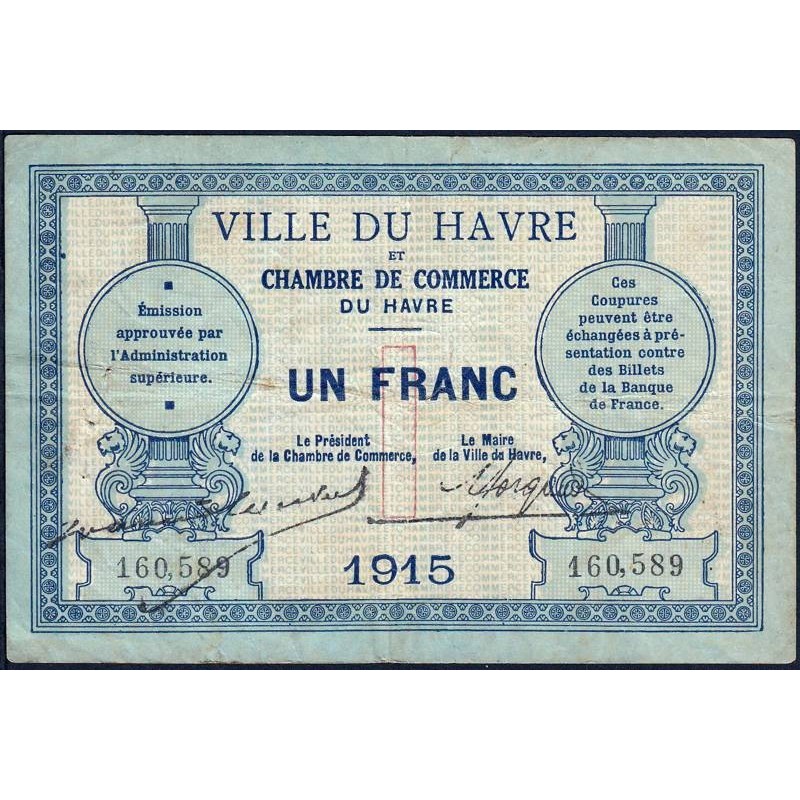 VILLE DU HAVRE
ET
CHAMBRE DE COMMERCE
DU HAVRE
Émission
approuvée par
l'Administration
supérieure.
Ces
Coupures
peuvent être
échangées à pré-
sentation contre
des Billets
de la Banque
de France.
UN FRANC
1
Le Président
de la Chambre de Commerce,
Le Maire
de la Ville du Havre,
160,589
1915
160,589